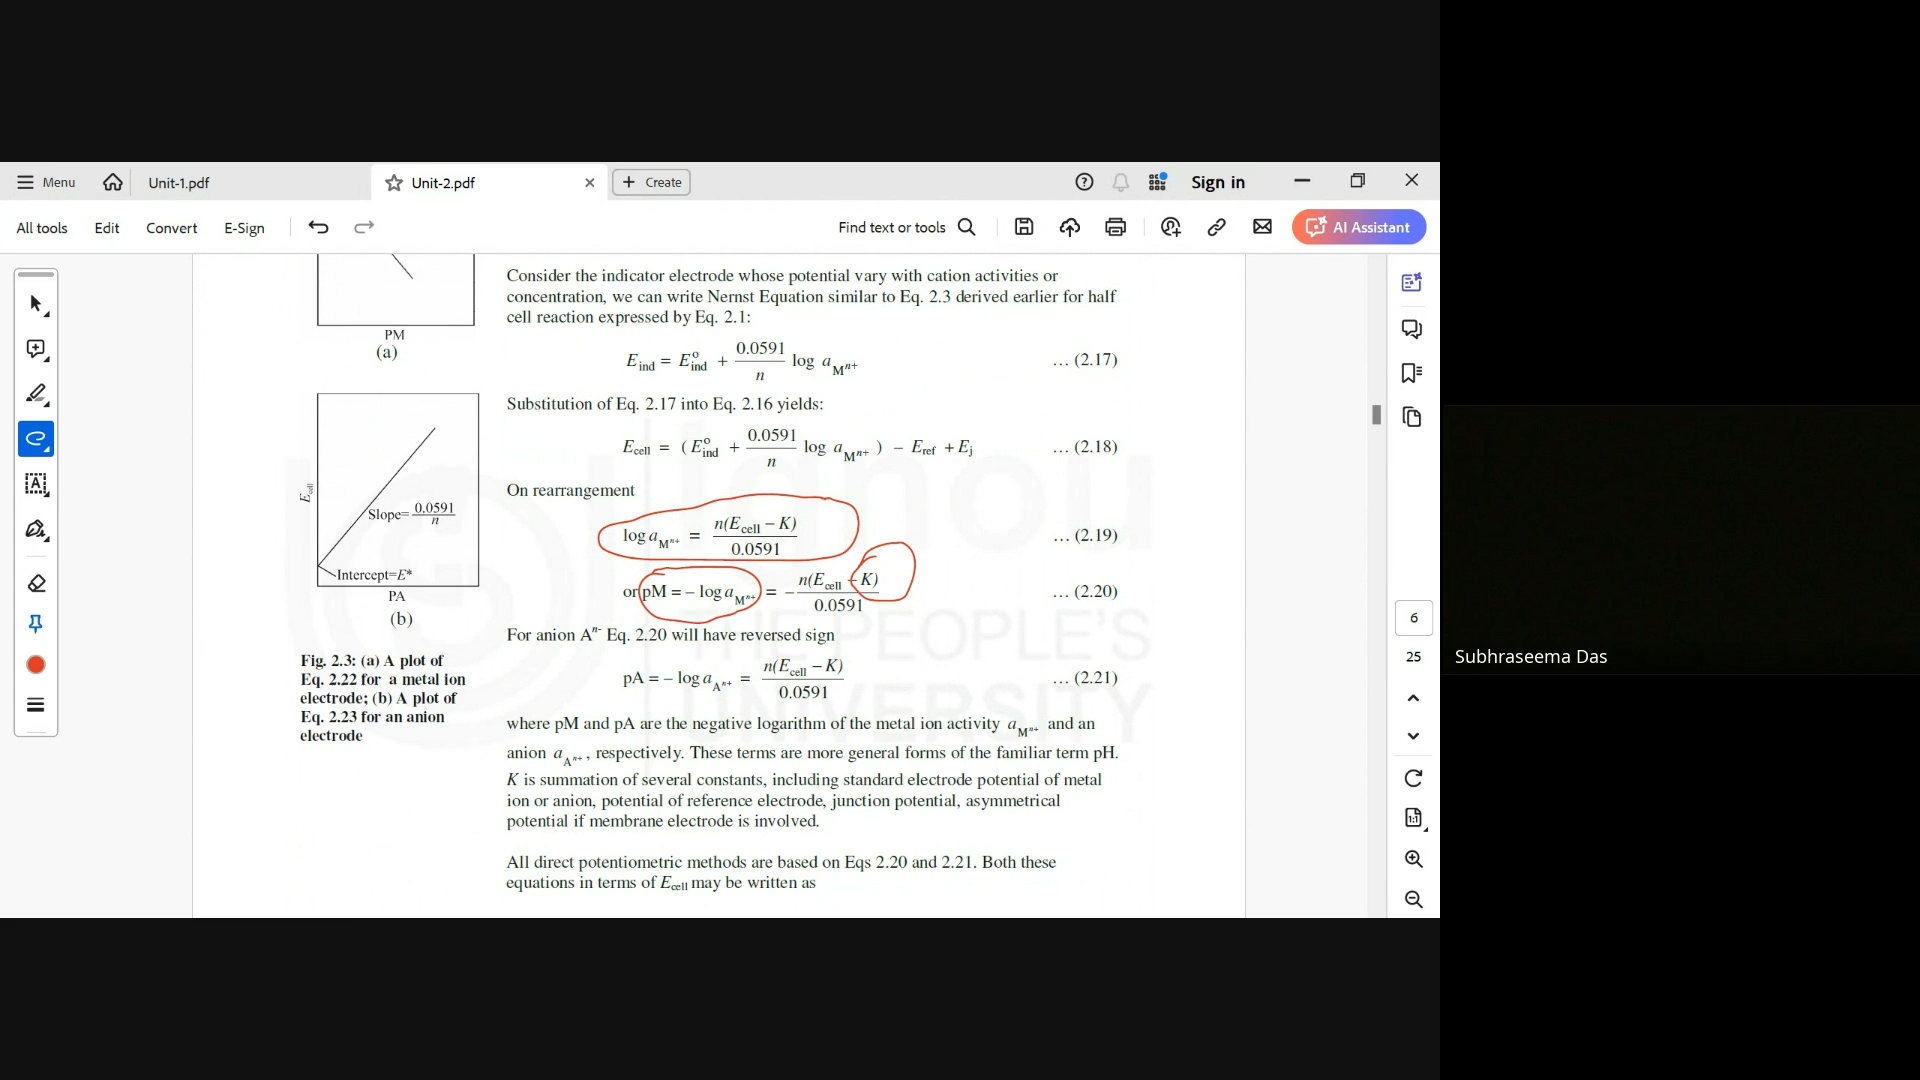 Menu
Unit-1.pdf
Unit-2.pdf
Create
Sign in
All tools
Edit
Convert
E-Sign
Find text or tools
AI Assistant
PM
(a)
E cell
Slope= 0.0591/n
Intercept=E*
PA
(b)
Fig. 2.3: (a) A plot of
Eq. 2.22 for a metal ion
electrode; (b) A plot of
Eq. 2.23 for an anion
electrode
Consider the indicator electrode whose potential vary with cation activities or
concentration, we can write Nernst Equation similar to Eq. 2.3 derived earlier for half
cell reaction expressed by Eq. 2.1:
E_ind = E°_ind + 0.0591/n log a_M^n+ … (2.17)
Substitution of Eq. 2.17 into Eq. 2.16 yields:
E_cell = ( E°_ind + 0.0591/n log a_M^n+ ) – E_ref + E_j … (2.18)
On rearrangement
log a_M^n+ = n(E_cell – K)/0.0591 … (2.19)
or pM = – log a_M^n+ = – n(E_cell – K)/0.0591 … (2.20)
For anion A^n- Eq. 2.20 will have reversed sign
pA = – log a_A^n+ = n(E_cell – K)/0.0591 … (2.21)
where pM and pA are the negative logarithm of the metal ion activity a_M^n+ and an
anion a_A^n+ , respectively. These terms are more general forms of the familiar term pH.
K is summation of several constants, including standard electrode potential of metal
ion or anion, potential of reference electrode, junction potential, asymmetrical
potential if membrane electrode is involved.
All direct potentiometric methods are based on Eqs 2.20 and 2.21. Both these
equations in terms of E_cell may be written as
ignou
THE PEOPLE'S
UNIVERSITY
6
25
Subhraseema Das